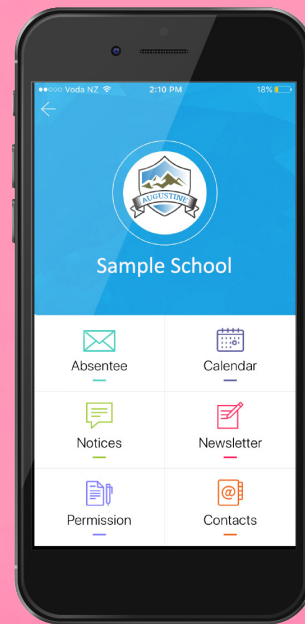 Voda NZ 2:10 PM 18%
AUGUSTINE
Sample School
Absentee Calendar
Notices Newsletter
@
Permission Contacts